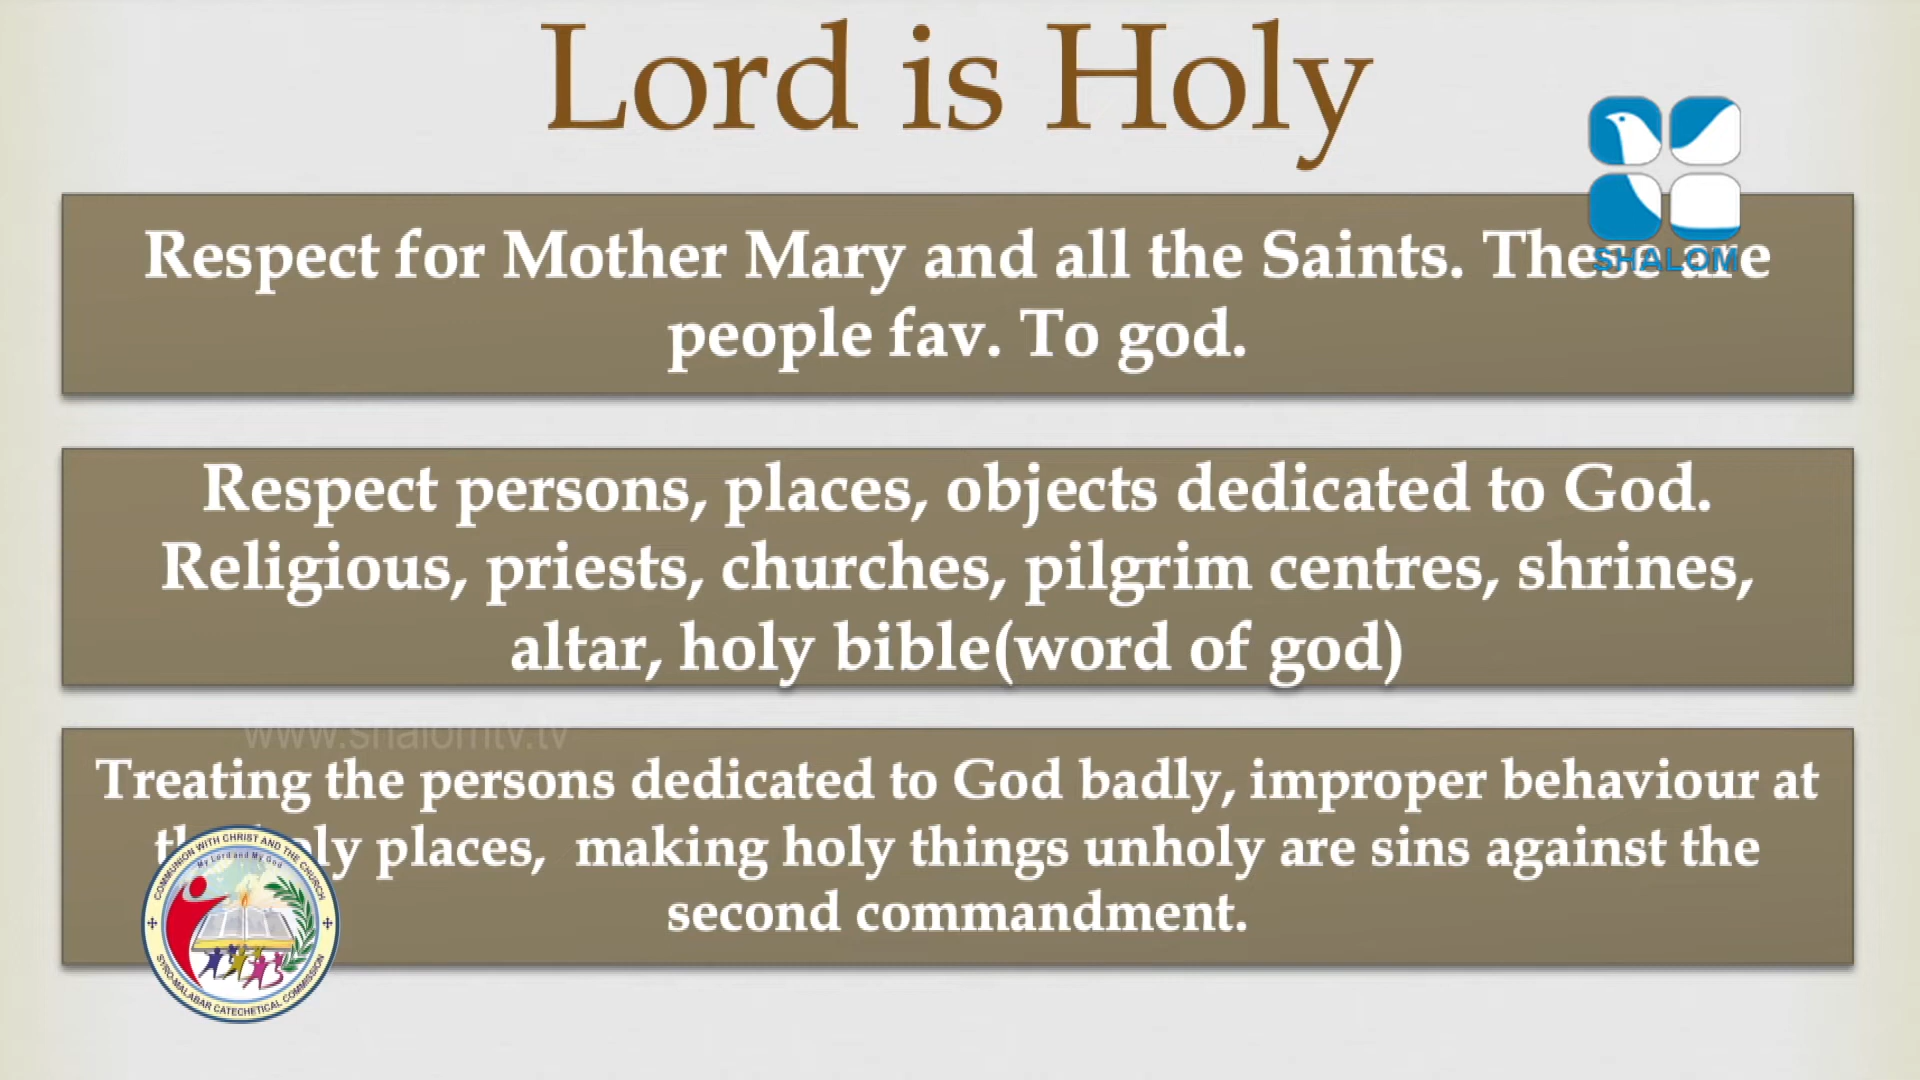 Lord is Holy
SHALOM
Respect for Mother Mary and all the Saints. These are
people fav. To god.
Respect persons, places, objects dedicated to God.
Religious, priests, churches, pilgrim centres, shrines,
altar, holy bible(word of god)
www.shalomtv.tv
Treating the persons dedicated to God badly, improper behaviour at
the holy places, making holy things unholy are sins against the
second commandment.
COMMUNION WITH CHRIST AND THE CHURCH
My Lord and My God
SYRO-MALABAR CATECHETICAL COMMISSION